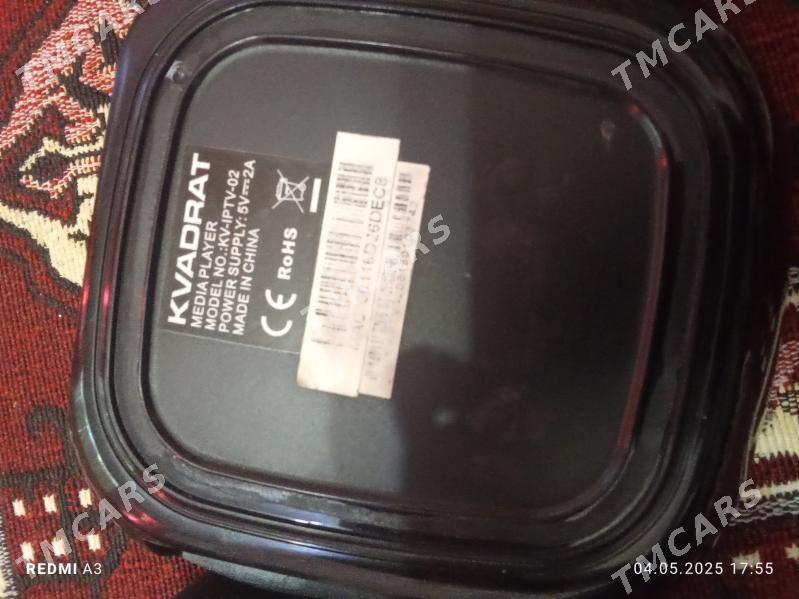 KVADRAT
MEDIA PLAYER
MODEL NO.:KV-IPTV-02
POWER SUPPLY: 5V⎓2A
MADE IN CHINA
CE RoHS
TMCARS
TMCARS
TMCARS
TMCARS
TMCARS
TMCARS
REDMI A3
04.05.2025 17:55